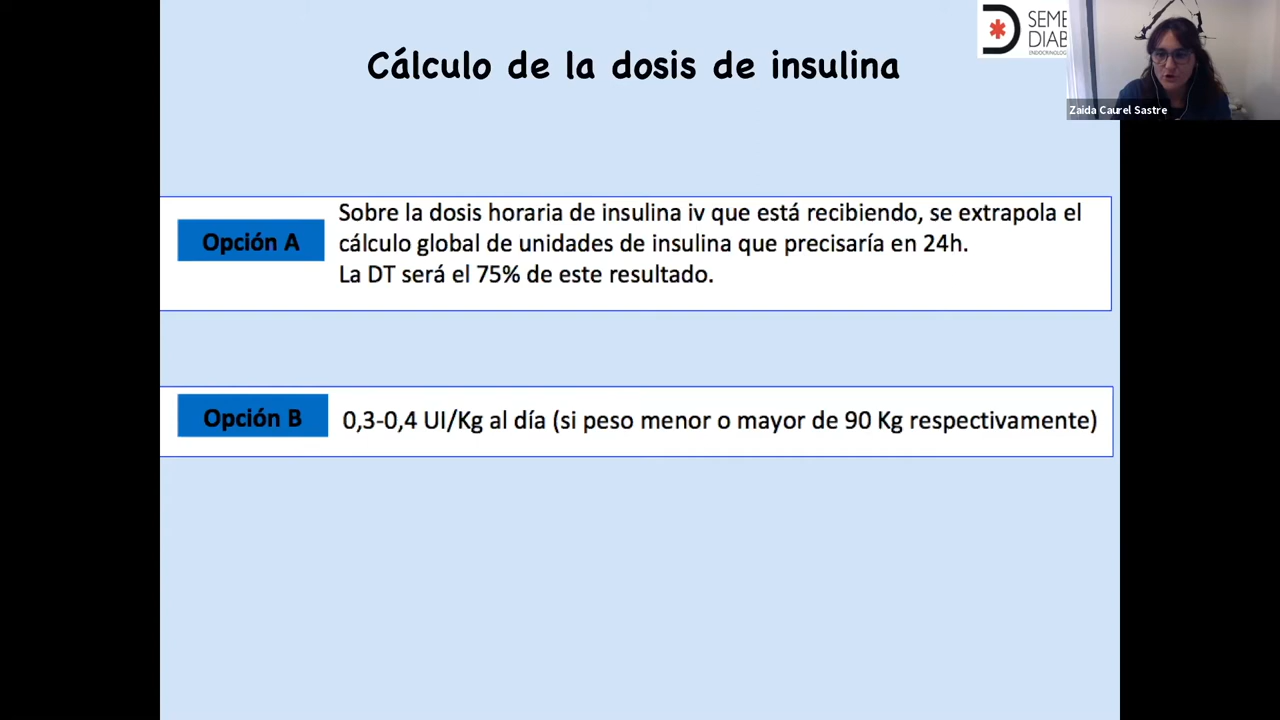 Cálculo de la dosis de insulina
SEME
DIAB
ENDOCRINOLOG
Zaida Caurel Sastre
Opción A
Sobre la dosis horaria de insulina iv que está recibiendo, se extrapola el
cálculo global de unidades de insulina que precisaría en 24h.
La DT será el 75% de este resultado.
Opción B
0,3-0,4 UI/Kg al día (si peso menor o mayor de 90 Kg respectivamente)